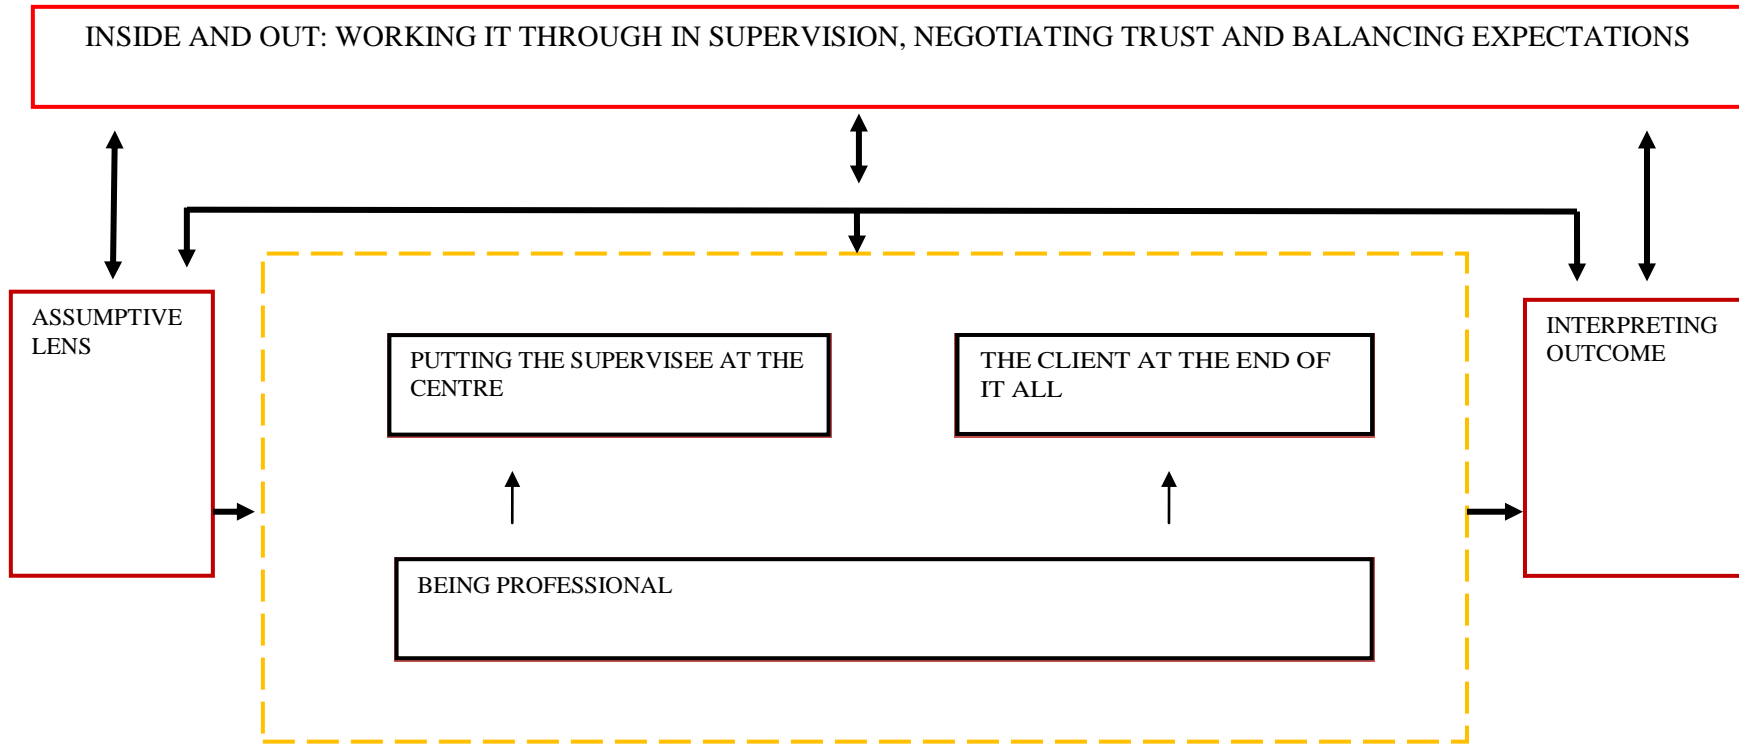 INSIDE AND OUT: WORKING IT THROUGH IN SUPERVISION, NEGOTIATING TRUST AND BALANCING EXPECTATIONS
ASSUMPTIVE
LENS
PUTTING THE SUPERVISEE AT THE
CENTRE
THE CLIENT AT THE END OF
IT ALL
INTERPRETING
OUTCOME
BEING PROFESSIONAL